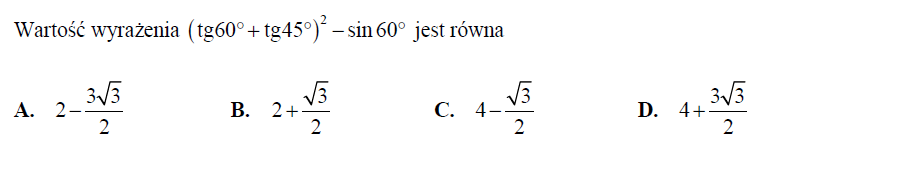 Wartość wyrażenia (tg60°+tg45°)² – sin 60° jest równa
A. 2−3√3/2 B. 2+√3/2 C. 4−√3/2 D. 4+3√3/2